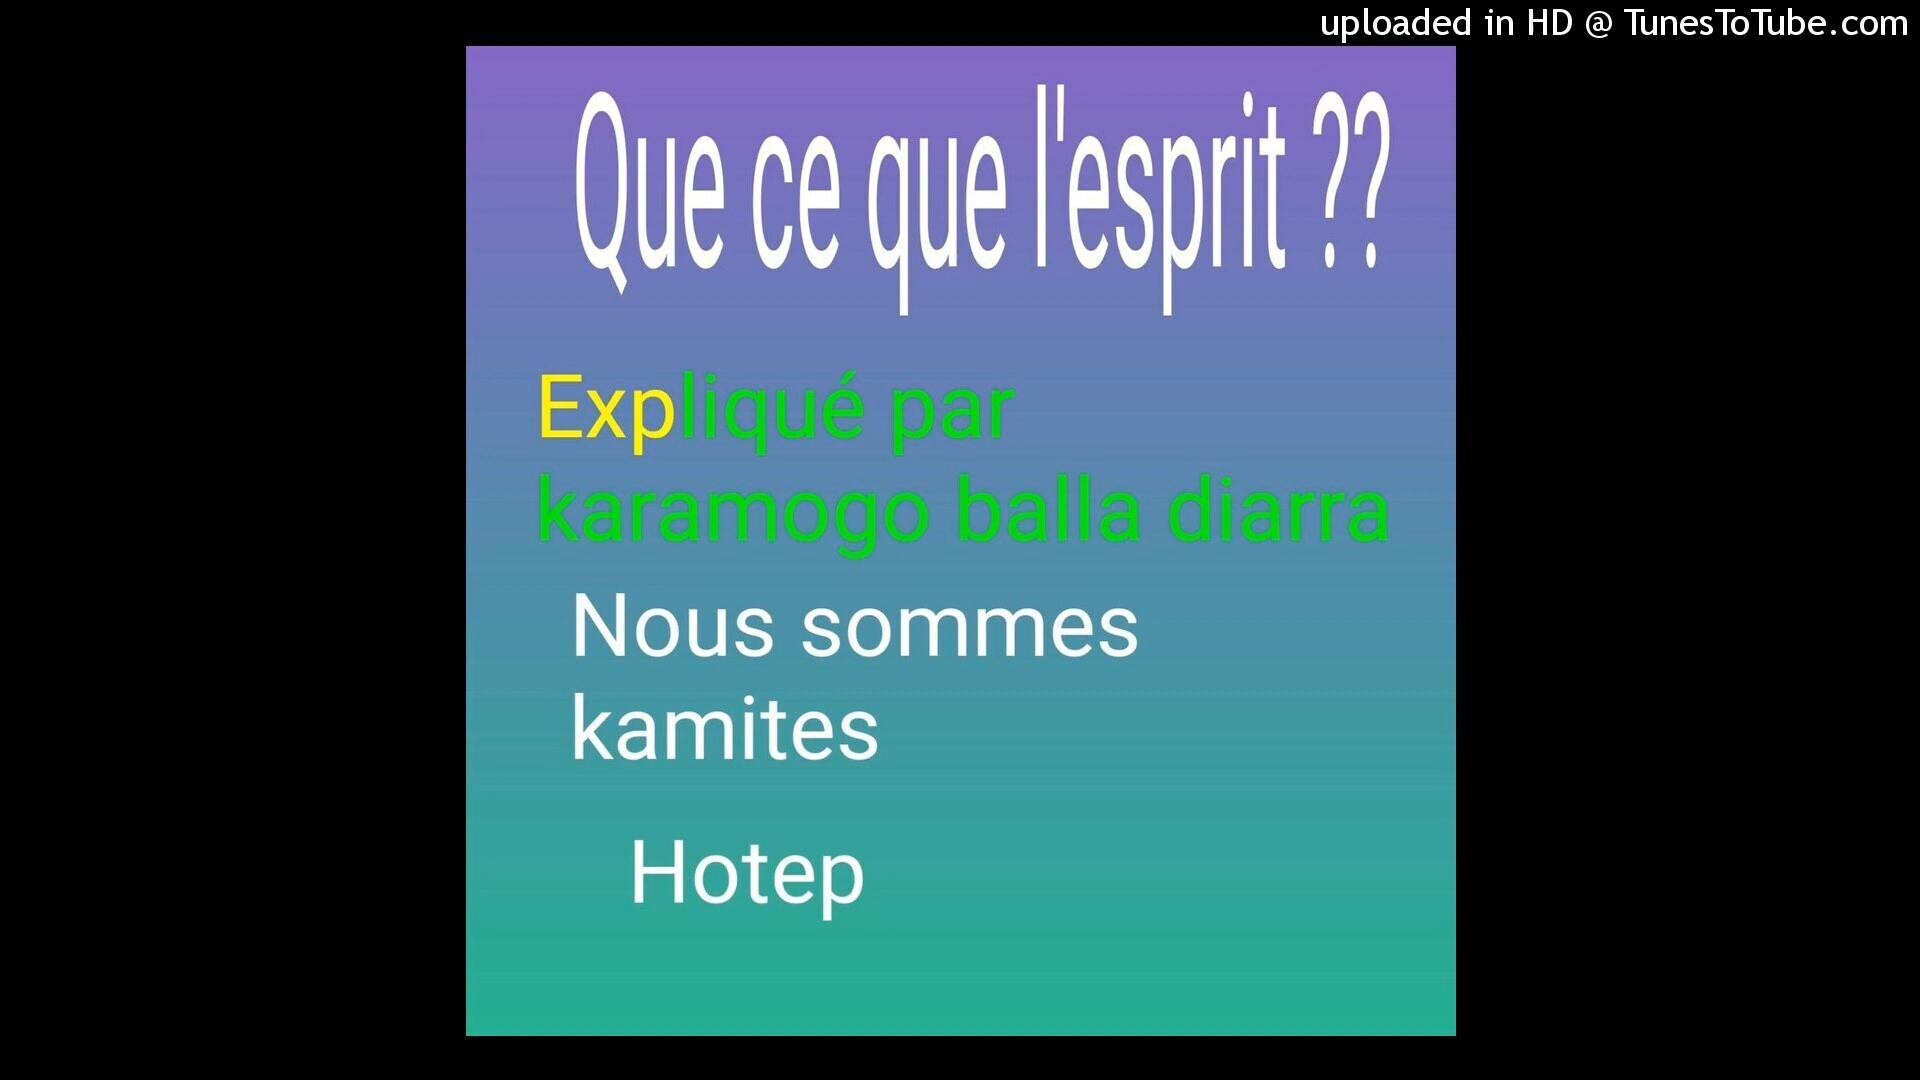 uploaded in HD @ TunesToTube.com
Que ce que l'esprit ??
Expliqué par
karamogo balla diarra
Nous sommes
kamites
Hotep